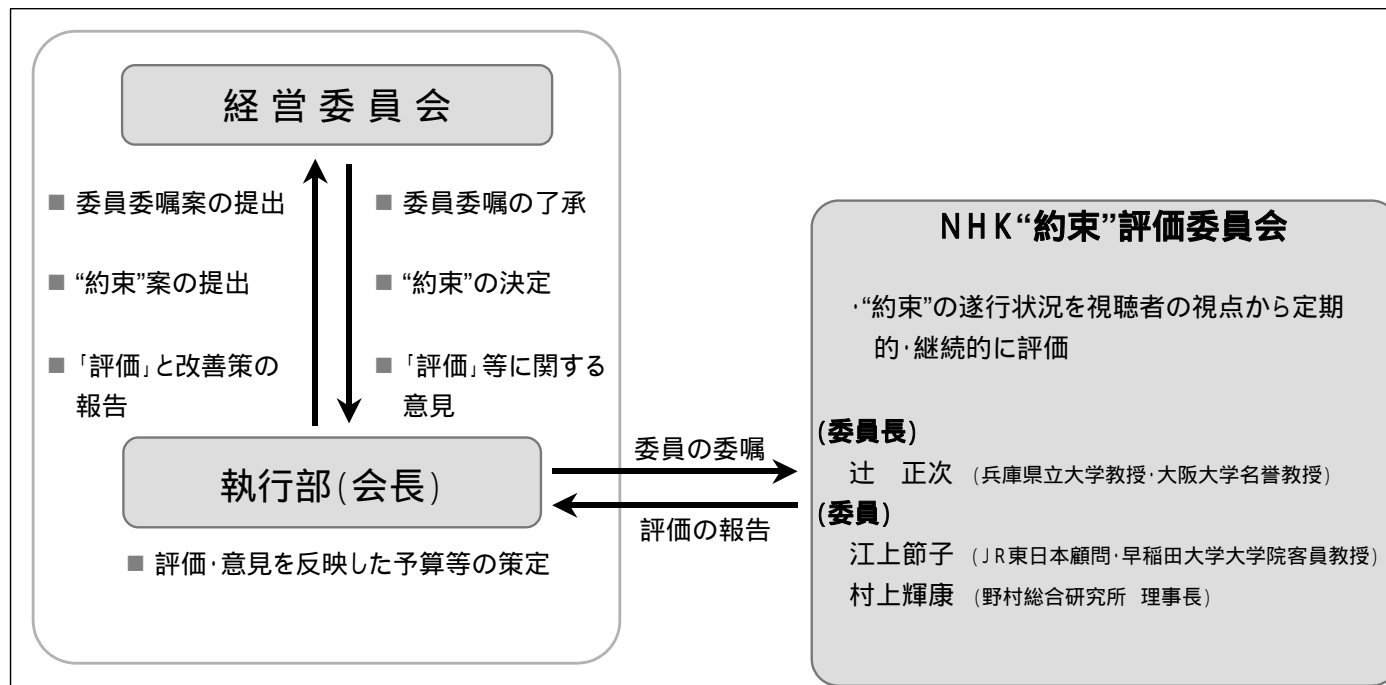 経営委員会
■ 委員委嘱案の提出
■ “約束”案の提出
■ 「評価」と改善策の
報告
■ 委員委嘱の了承
■ “約束”の決定
■ 「評価」等に関する
意見
執行部(会長)
■ 評価・意見を反映した予算等の策定
委員の委嘱
評価の報告
NHK“約束”評価委員会
・“約束”の遂行状況を視聴者の視点から定期
的・継続的に評価
(委員長)
辻　正次 (兵庫県立大学教授・大阪大学名誉教授)
(委員)
江上節子 (JR東日本顧問・早稲田大学大学院客員教授)
村上輝康 (野村総合研究所　理事長)